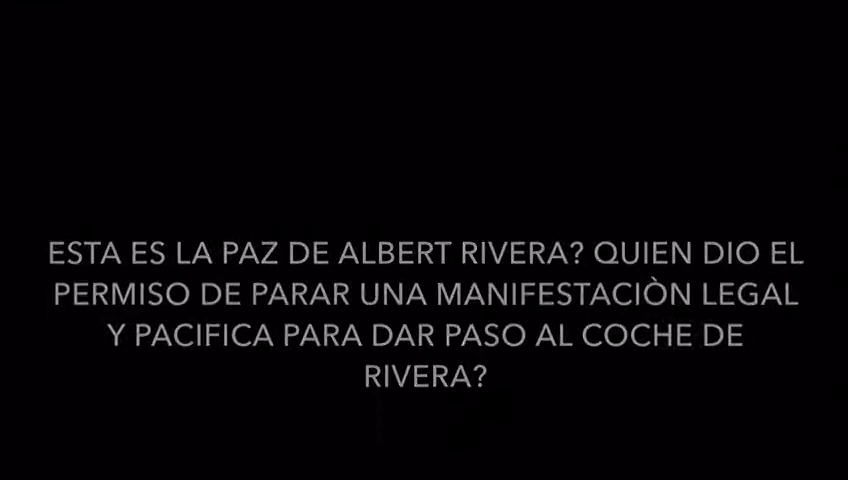 ESTA ES LA PAZ DE ALBERT RIVERA? QUIEN DIO EL
PERMISO DE PARAR UNA MANIFESTACIÒN LEGAL
Y PACIFICA PARA DAR PASO AL COCHE DE
RIVERA?